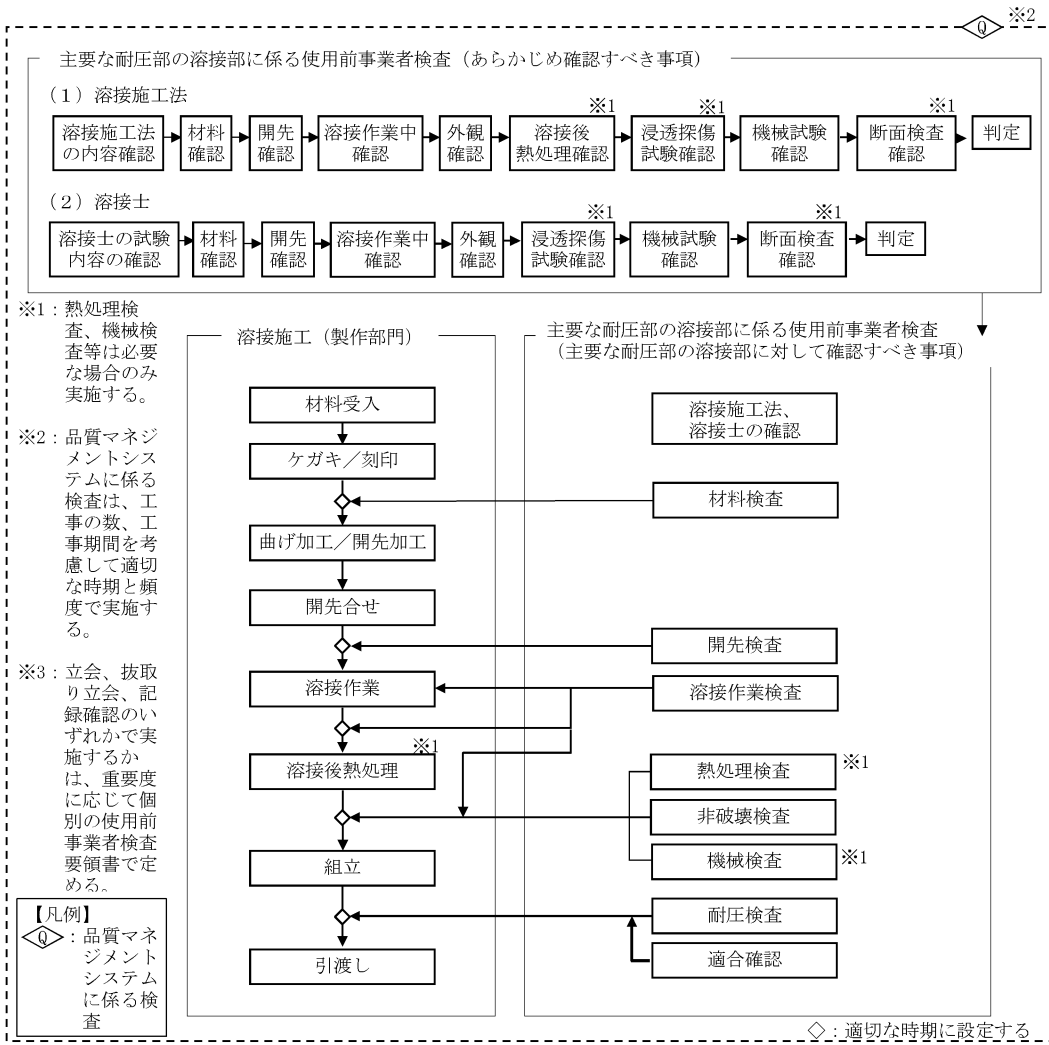 Q ※2
主要な耐圧部の溶接部に係る使用前事業者検査（あらかじめ確認すべき事項）
（１）溶接施工法
溶接施工法
の内容確認
材料
確認
開先
確認
溶接作業中
確認
外観
確認
※1
溶接後
熱処理確認
※1
浸透探傷
試験確認
機械試験
確認
※1
断面検査
確認
判定
（２）溶接士
溶接士の試験
内容の確認
材料
確認
開先
確認
溶接作業中
確認
外観
確認
※1
浸透探傷
試験確認
機械試験
確認
※1
断面検査
確認
判定
※1：熱処理検
査、機械検
査等は必要
な場合のみ
実施する。
※2：品質マネジ
メントシス
テムに係る
検査は、工
事の数、工
事期間を考
慮して適切
な時期と頻
度で実施す
る。
※3：立会、抜取
り立会、記
録確認のい
ずれかで実
施するか
は、重要度
に応じて個
別の使用前
事業者検査
要領書で定
める。
【凡例】
Q：品質マネ
ジメント
システム
に係る検
査
溶接施工（製作部門）
材料受入
ケガキ／刻印
曲げ加工／開先加工
開先合せ
溶接作業
※1
溶接後熱処理
組立
引渡し
主要な耐圧部の溶接部に係る使用前事業者検査
（主要な耐圧部の溶接部に対して確認すべき事項）
溶接施工法、
溶接士の確認
材料検査
開先検査
溶接作業検査
熱処理検査 ※1
非破壊検査
機械検査 ※1
耐圧検査
適合確認
◇：適切な時期に設定する